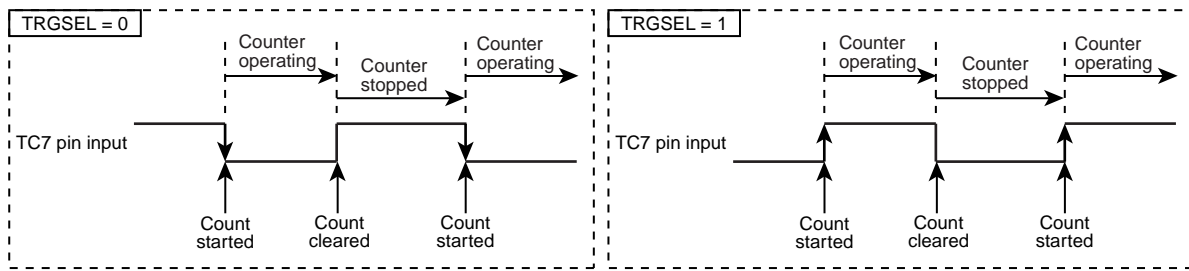 TRGSEL = 0
Counter
operating
Counter
stopped
Counter
operating
TC7 pin input
Count
started
Count
cleared
Count
started
TRGSEL = 1
Counter
operating
Counter
stopped
Counter
operating
TC7 pin input
Count
started
Count
cleared
Count
started